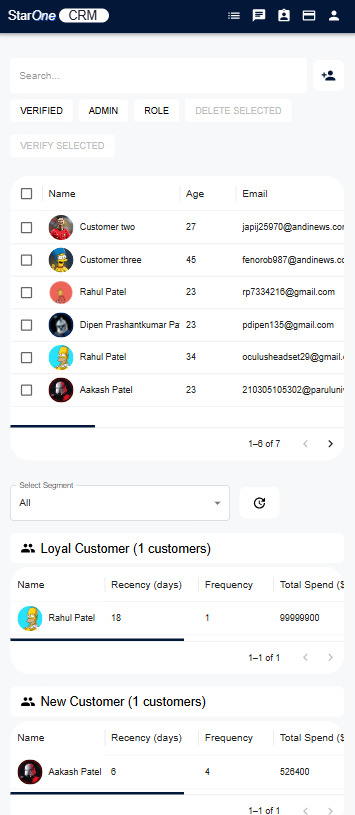 StarOne CRM
Search...
VERIFIED ADMIN ROLE DELETE SELECTED
VERIFY SELECTED
Name Age Email
Customer two 27 japij25970@andinews.co
Customer three 45 fenorob987@andinews.co
Rahul Patel 23 rp7334216@gmail.com
Dipen Prashantkumar Pa 23 pdipen135@gmail.com
Rahul Patel 34 oculusheadset29@gmail.
Aakash Patel 23 210305105302@paruluni
1–6 of 7
Select Segment
All
Loyal Customer (1 customers)
Name Recency (days) Frequency Total Spend ($
Rahul Patel 18 1 99999900
1–1 of 1
New Customer (1 customers)
Name Recency (days) Frequency Total Spend ($
Aakash Patel 6 4 526400
1–1 of 1